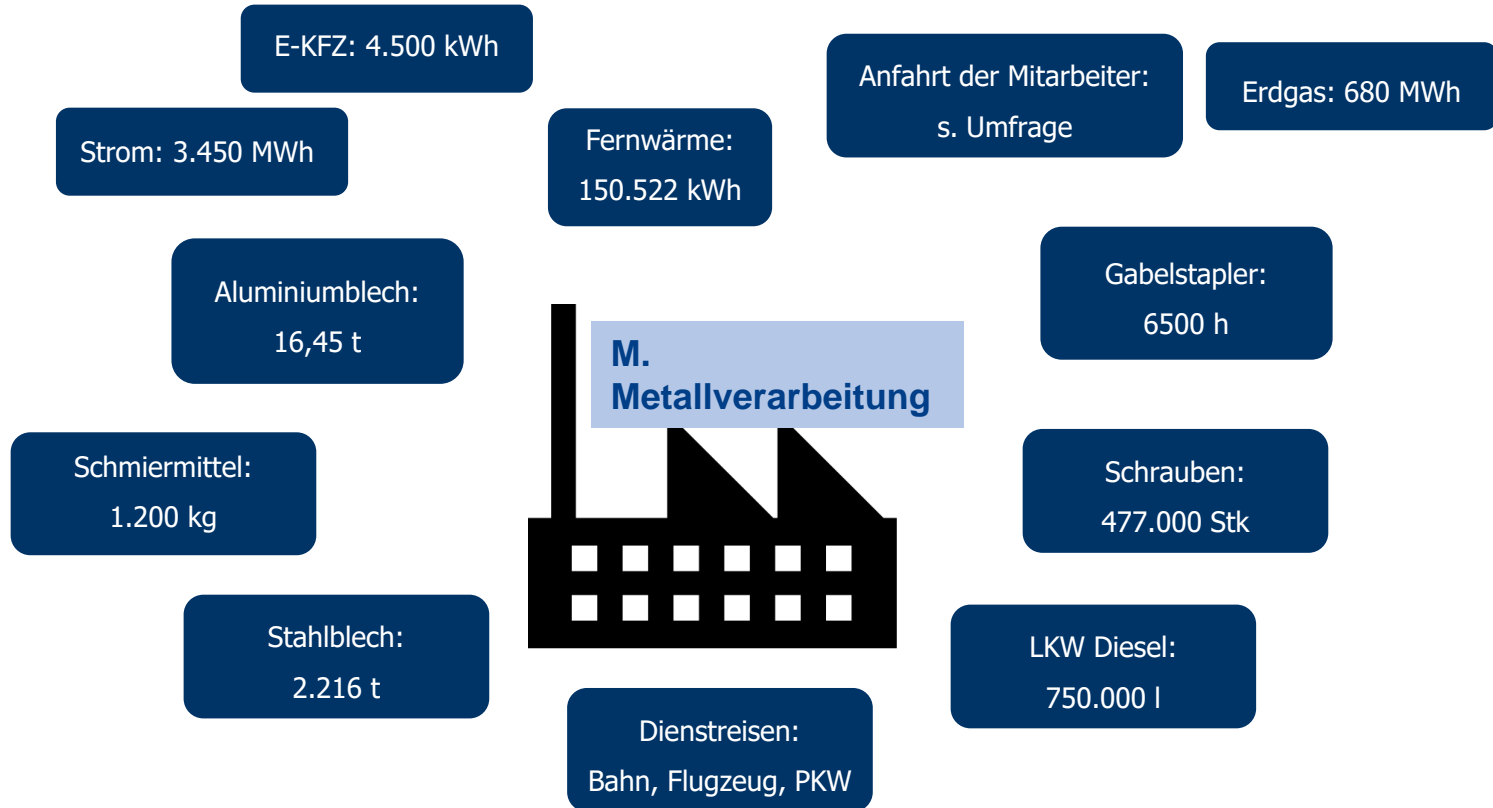 E-KFZ: 4.500 kWh
Anfahrt der Mitarbeiter:
s. Umfrage
Erdgas: 680 MWh
Strom: 3.450 MWh
Fernwärme:
150.522 kWh
Aluminiumblech:
16,45 t
Gabelstapler:
6500 h
M.
Metallverarbeitung
Schmiermittel:
1.200 kg
Schrauben:
477.000 Stk
Stahlblech:
2.216 t
LKW Diesel:
750.000 l
Dienstreisen:
Bahn, Flugzeug, PKW